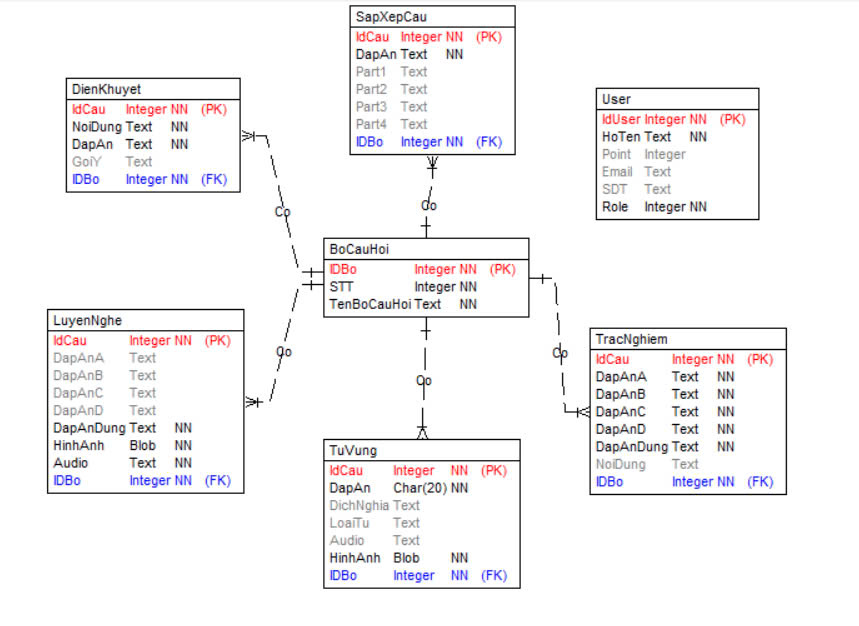 SapXepCau
IdCau Integer NN (PK)
DapAn Text NN
Part1 Text
Part2 Text
Part3 Text
Part4 Text
IDBo Integer NN (FK)
DienKhuyet
IdCau Integer NN (PK)
NoiDung Text NN
DapAn Text NN
GoiY Text
IDBo Integer NN (FK)
User
IdUser Integer NN (PK)
HoTen Text NN
Point Integer
Email Text
SDT Text
Role Integer NN
Co
Co
BoCauHoi
IDBo Integer NN (PK)
STT Integer NN
TenBoCauHoi Text NN
LuyenNghe
IdCau Integer NN (PK)
DapAnA Text
DapAnB Text
DapAnC Text
DapAnD Text
DapAnDung Text NN
HinhAnh Blob NN
Audio Text NN
IDBo Integer NN (FK)
Co
Co
Co
TracNghiem
IdCau Integer NN (PK)
DapAnA Text NN
DapAnB Text NN
DapAnC Text NN
DapAnD Text NN
DapAnDung Text NN
NoiDung Text
IDBo Integer NN (FK)
TuVung
IdCau Integer NN (PK)
DapAn Char(20) NN
DichNghia Text
LoaiTu Text
Audio Text
HinhAnh Blob NN
IDBo Integer NN (FK)